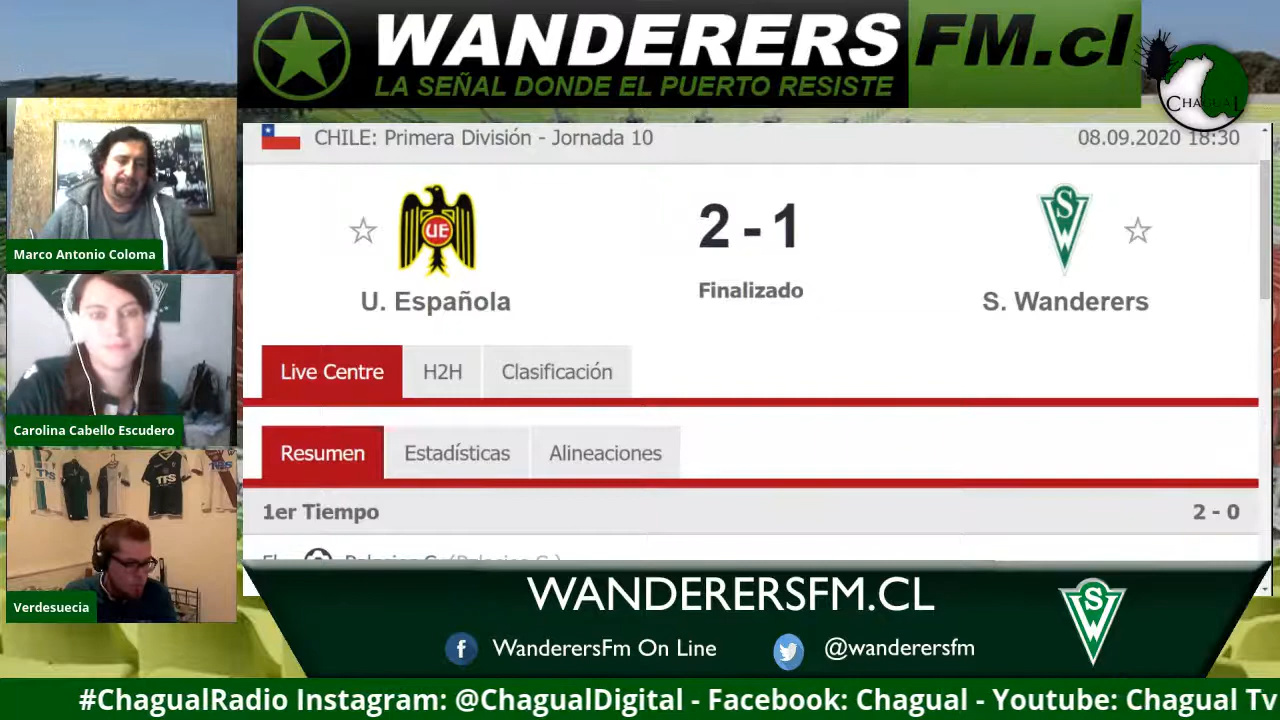 WANDERERS FM.cl
LA SEÑAL DONDE EL PUERTO RESISTE
CHAGUAL
CHILE: Primera División - Jornada 10
08.09.2020 18:30
UE
2 - 1
S
W
Finalizado
U. Española
S. Wanderers
Live Centre
H2H
Clasificación
Resumen
Estadísticas
Alineaciones
1er Tiempo
2 - 0
Marco Antonio Coloma
Carolina Cabello Escudero
TPS
TPS
Verdesuecia
WANDERERSFM.CL
WanderersFm On Line
@wanderersfm
S
W
#ChagualRadio Instagram: @ChagualDigital - Facebook: Chagual - Youtube: Chagual Tv